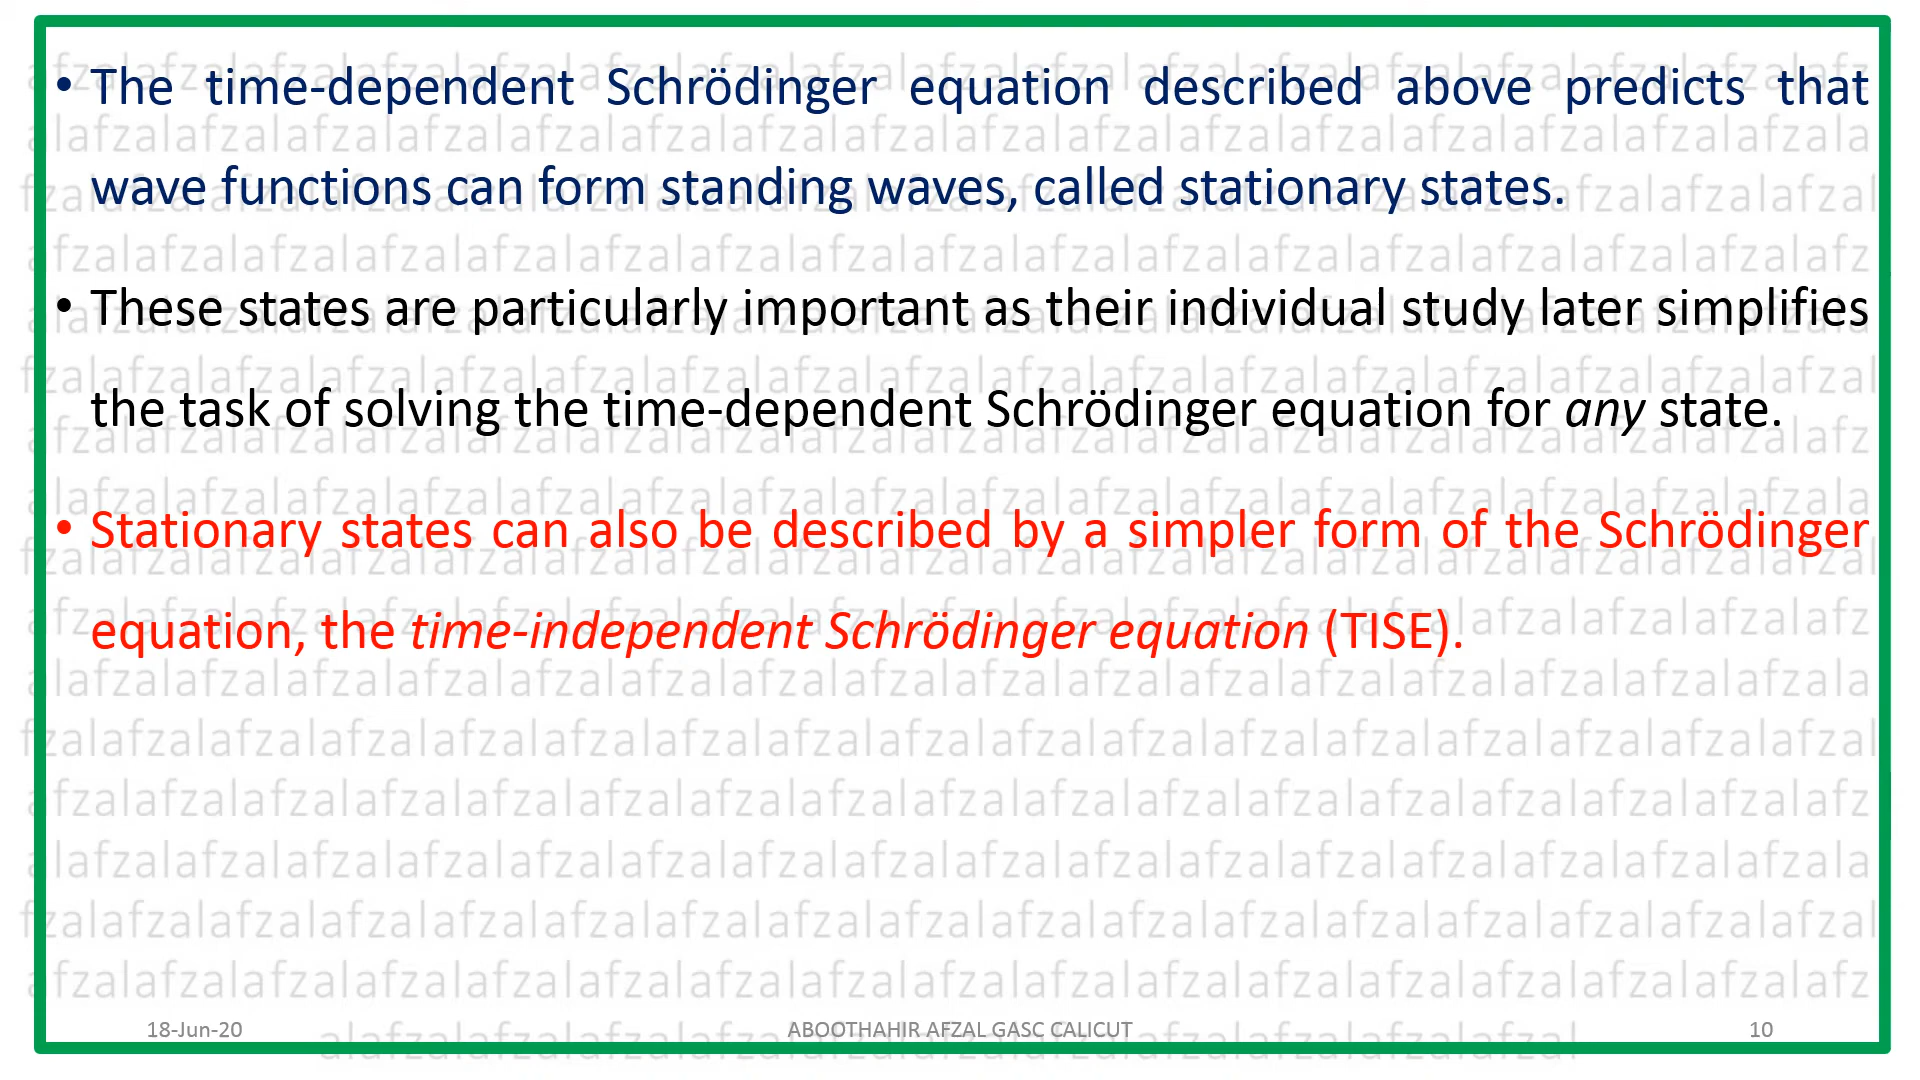 • The time-dependent Schrödinger equation described above predicts that
wave functions can form standing waves, called stationary states.
• These states are particularly important as their individual study later simplifies
the task of solving the time-dependent Schrödinger equation for any state.
• Stationary states can also be described by a simpler form of the Schrödinger
equation, the time-independent Schrödinger equation (TISE).
18-Jun-20 ABOOTHAHIR AFZAL GASC CALICUT 10